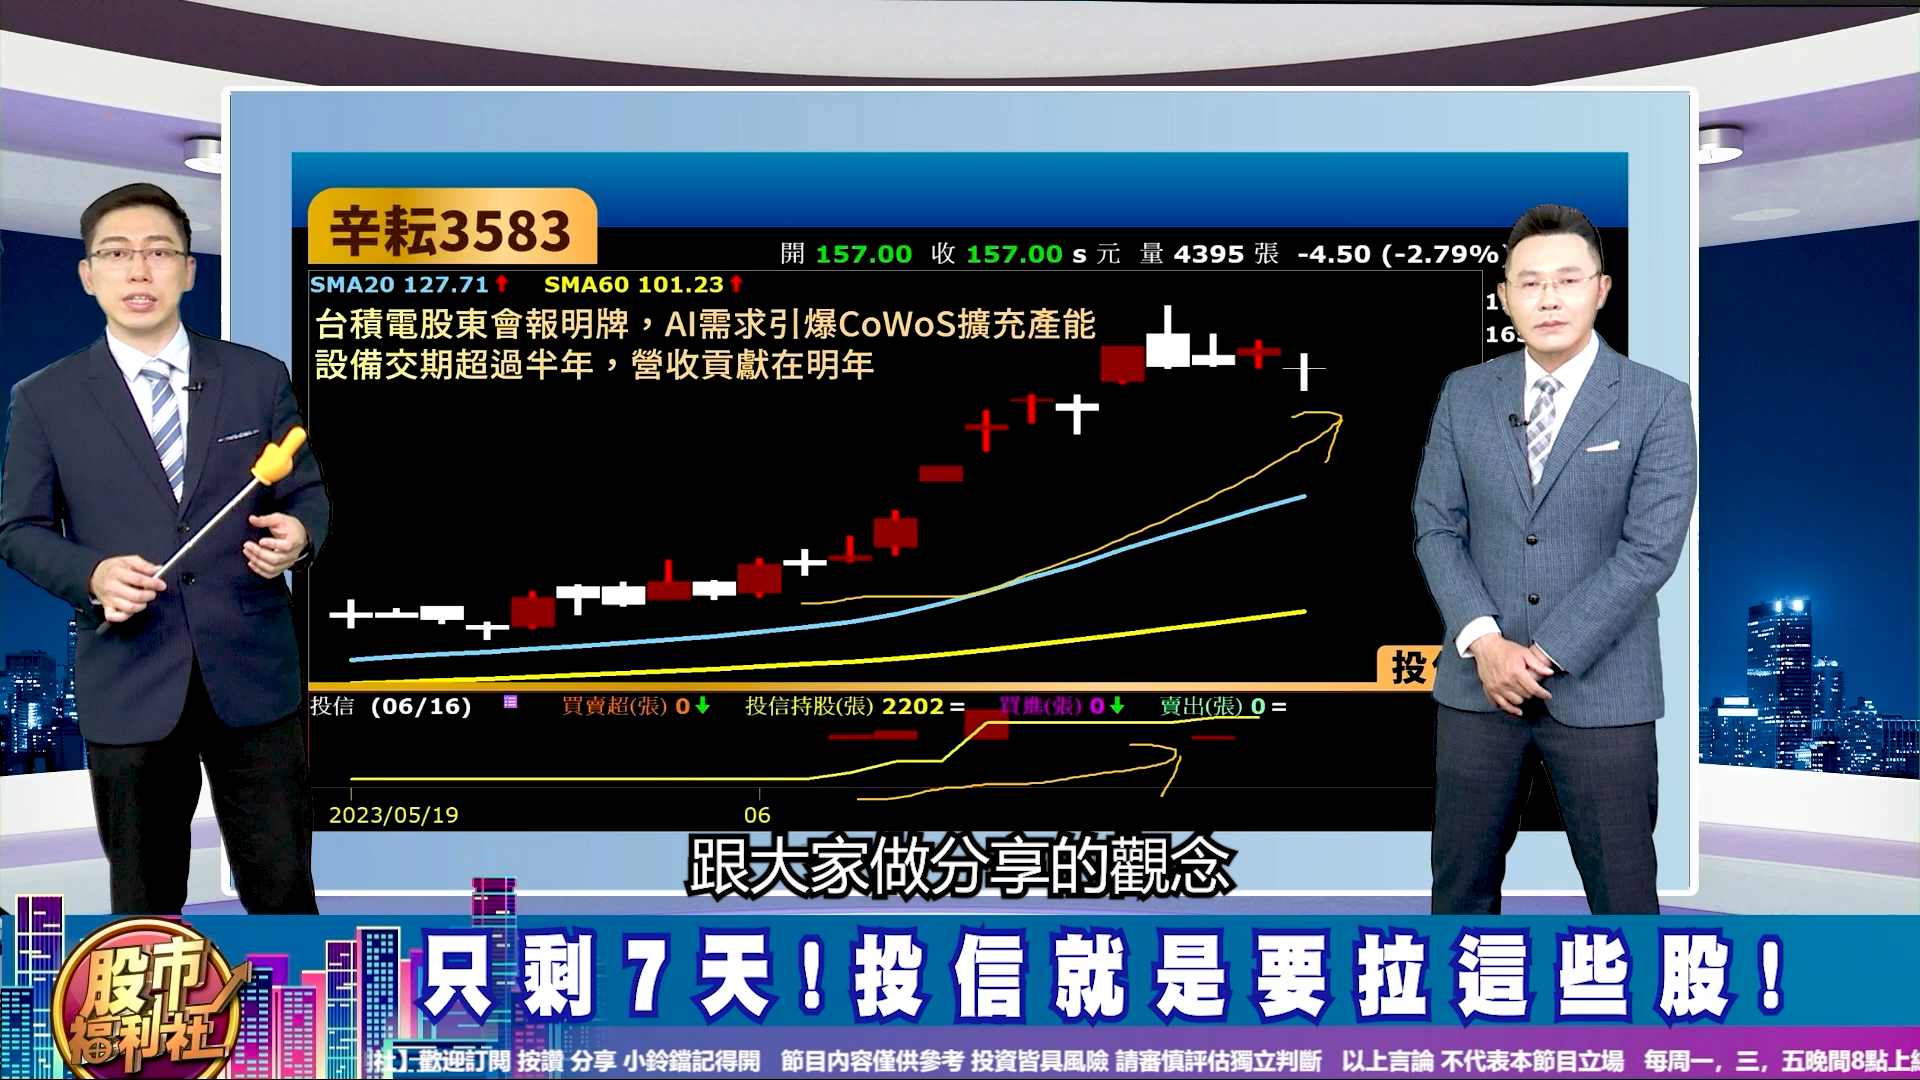 辛耘3583
開 157.00 收 157.00 s 元 量 4395 張 -4.50 (-2.79%)
SMA20 127.71↑ SMA60 101.23↑
台積電股東會報明牌，AI需求引爆CoWoS擴充產能
設備交期超過半年，營收貢獻在明年
投信 (06/16) 買賣超(張) 0↓ 投信持股(張) 2202= 買進(張) 0↓ 賣出(張) 0=
2023/05/19 06
跟大家做分享的觀念
只剩7天!投信就是要拉這些股!
股市
福利社
社】歡迎訂閱 按讚 分享 小鈴鐺記得開 節目內容僅供參考 投資皆具風險 請審慎評估獨立判斷 以上言論 不代表本節目立場 每周一，三，五晚間8點上